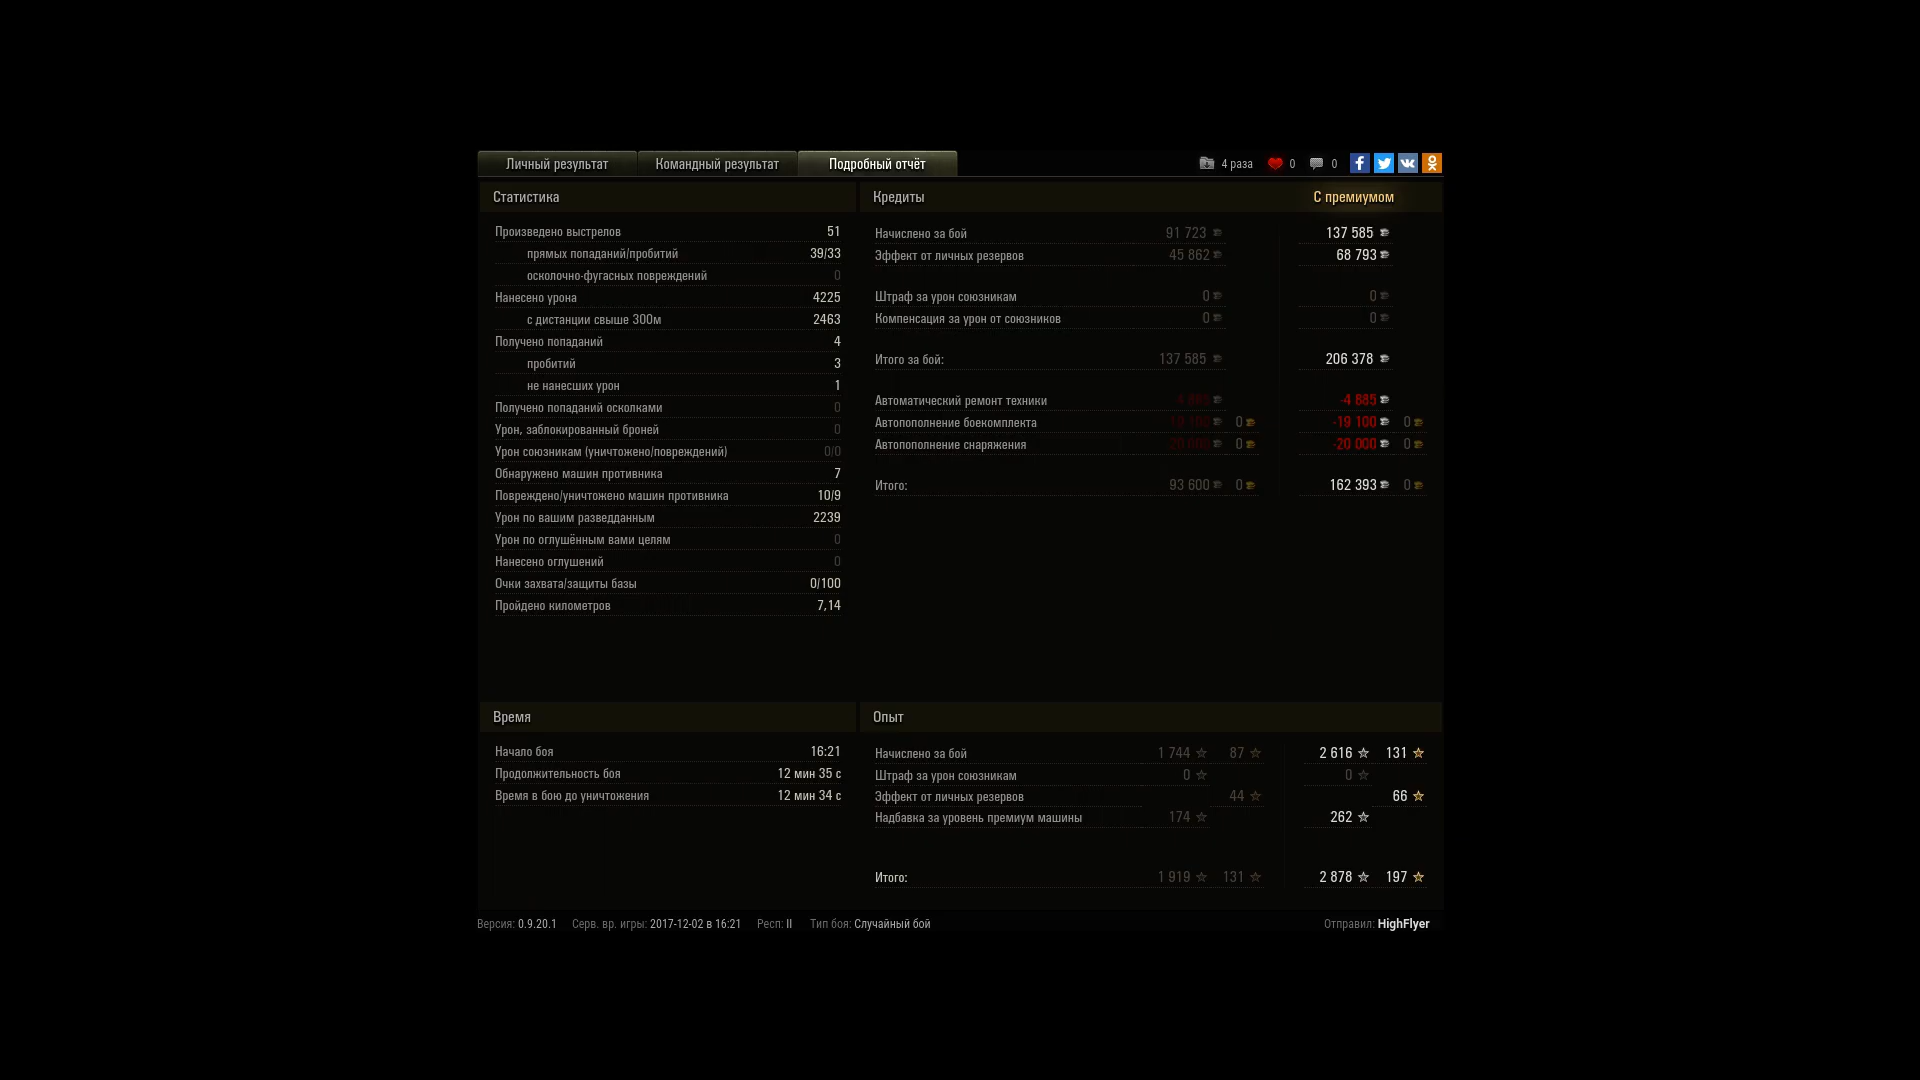 Личный результат Командный результат Подробный отчёт 4 раза 0 0
Статистика
Произведено выстрелов 51
прямых попаданий/пробитий 39/33
осколочно-фугасных повреждений 0
Нанесено урона 4225
с дистанции свыше 300м 2463
Получено попаданий 4
пробитий 3
не нанесших урон 1
Получено попаданий осколками 0
Урон, заблокированный броней 0
Урон союзникам (уничтожено/повреждений) 0/0
Обнаружено машин противника 7
Повреждено/уничтожено машин противника 10/9
Урон по вашим разведданным 2239
Урон по оглушённым вами целям 0
Нанесено оглушений 0
Очки захвата/защиты базы 0/100
Пройдено километров 7,14
Кредиты С премиумом
Начислено за бой 91 723 137 585
Эффект от личных резервов 45 862 68 793
Штраф за урон союзникам 0 0
Компенсация за урон от союзников 0 0
Итого за бой: 137 585 206 378
Автоматический ремонт техники -4 885 -4 885
Автопополнение боекомплекта -19 100 0 -19 100 0
Автопополнение снаряжения -20 000 0 -20 000 0
Итого: 93 600 0 162 393 0
Время
Начало боя 16:21
Продолжительность боя 12 мин 35 с
Время в бою до уничтожения 12 мин 34 с
Опыт
Начислено за бой 1 744 87 2 616 131
Штраф за урон союзникам 0 0
Эффект от личных резервов 44 66
Надбавка за уровень премиум машины 174 262
Итого: 1 919 131 2 878 197
Версия: 0.9.20.1 Серв. вр. игры: 2017-12-02 в 16:21 Респ: II Тип боя: Случайный бой Отправил: HighFlyer